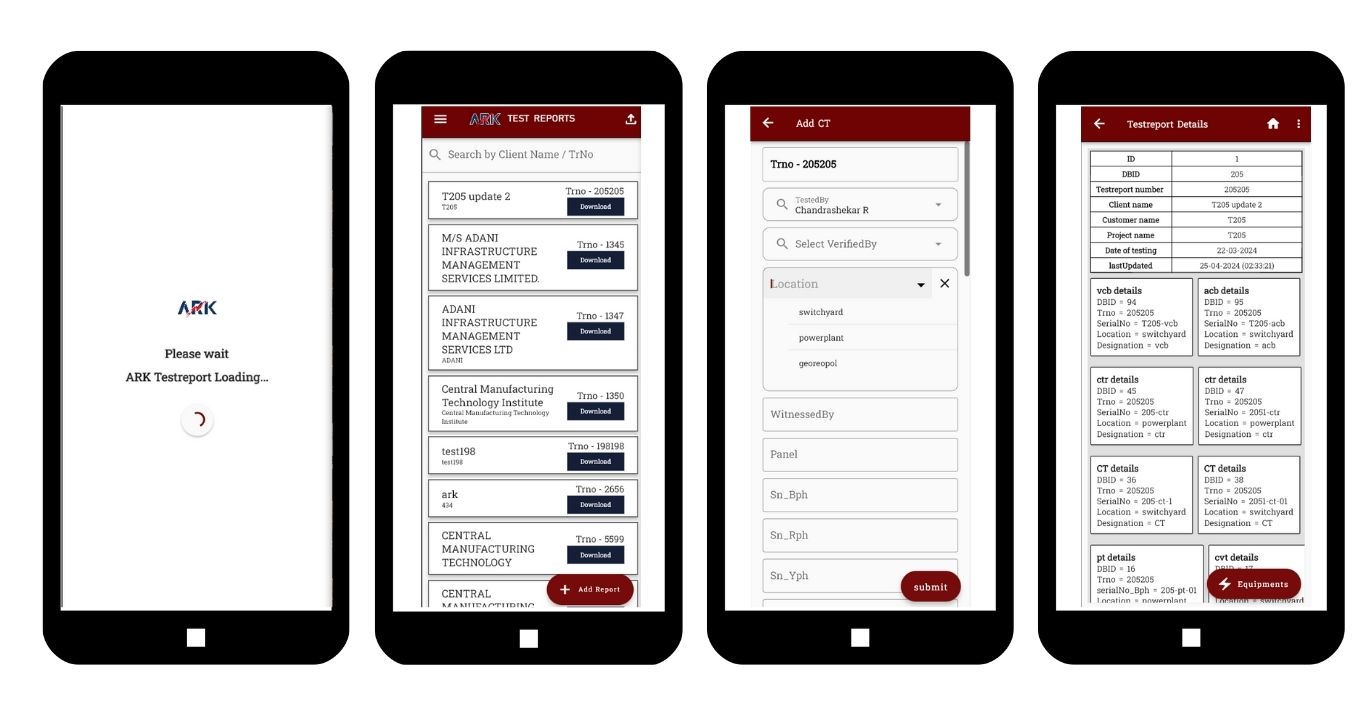 ARK
Please wait
ARK Testreport Loading...
ARK TEST REPORTS
Search by Client Name / TrNo
T205 update 2
T205
Trno - 205205
Download
M/S ADANI
INFRASTRUCTURE
MANAGEMENT
SERVICES LIMITED.
Trno - 1345
Download
ADANI
INFRASTRUCTURE
MANAGEMENT
SERVICES LTD
ADANI
Trno - 1347
Download
Central Manufacturing
Technology Institute
Central Manufacturing Technology
Institute
Trno - 1350
Download
test198
test198
Trno - 198198
Download
ark
434
Trno - 2656
Download
CENTRAL
MANUFACTURING
TECHNOLOGY
Trno - 5599
Download
CENTRAL
MANUFACTURING
Add Report
Add CT
Trno - 205205
TestedBy
Chandrashekar R
Select VerifiedBy
Location
switchyard
powerplant
georeopol
WitnessedBy
Panel
Sn_Bph
Sn_Rph
Sn_Yph
submit
Testreport Details
ID 1
DBID 205
Testreport number 205205
Client name T205 update 2
Customer name T205
Project name T205
Date of testing 22-03-2024
lastUpdated 25-04-2024 (02:33:21)
vcb details
DBID = 94
Trno = 205205
SerialNo = T205-vcb
Location = switchyard
Designation = vcb
acb details
DBID = 95
Trno = 205205
SerialNo = T205-acb
Location = switchyard
Designation = acb
ctr details
DBID = 45
Trno = 205205
SerialNo = 205-ctr
Location = powerplant
Designation = ctr
ctr details
DBID = 47
Trno = 205205
SerialNo = 2051-ctr
Location = powerplant
Designation = ctr
CT details
DBID = 36
Trno = 205205
SerialNo = 205-ct-1
Location = switchyard
Designation = CT
CT details
DBID = 38
Trno = 205205
SerialNo = 2051-ct-01
Location = switchyard
Designation = CT
pt details
DBID = 16
Trno = 205205
serialNo_Bph = 205-pt-01
Location = powerplant
cvt details
DBID = 17
Location = switchyard
Equipments